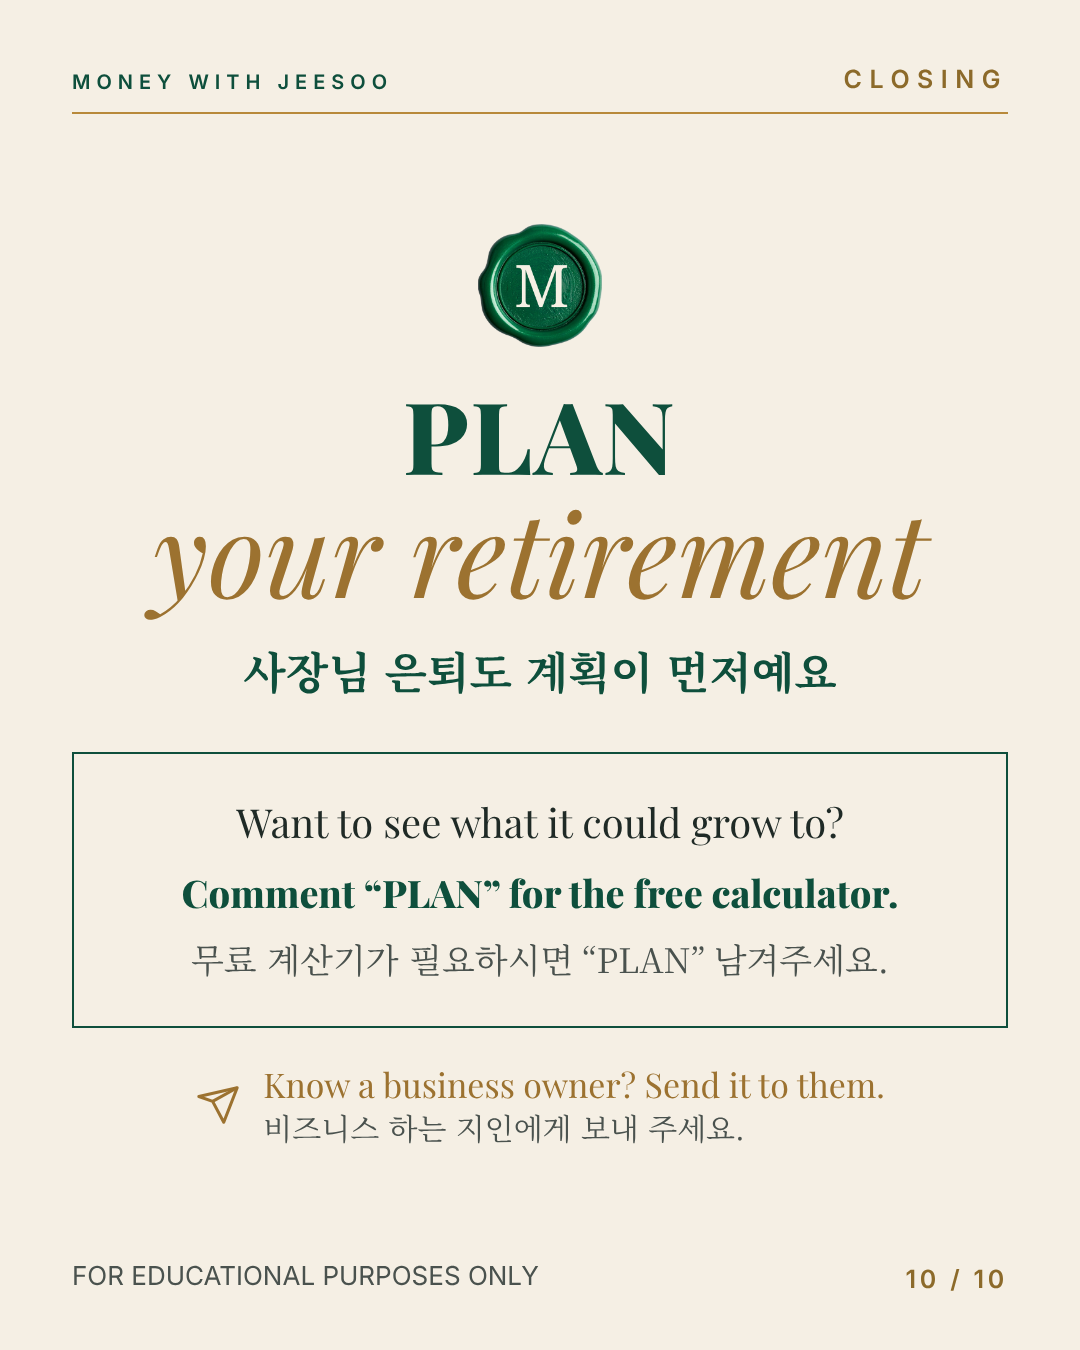 MONEY WITH JEESOO
CLOSING
M
PLAN
your retirement
사장님 은퇴도 계획이 먼저예요
Want to see what it could grow to?
Comment “PLAN” for the free calculator.
무료 계산기가 필요하시면 “PLAN” 남겨주세요.
Know a business owner? Send it to them.
비즈니스 하는 지인에게 보내 주세요.
FOR EDUCATIONAL PURPOSES ONLY
10 / 10